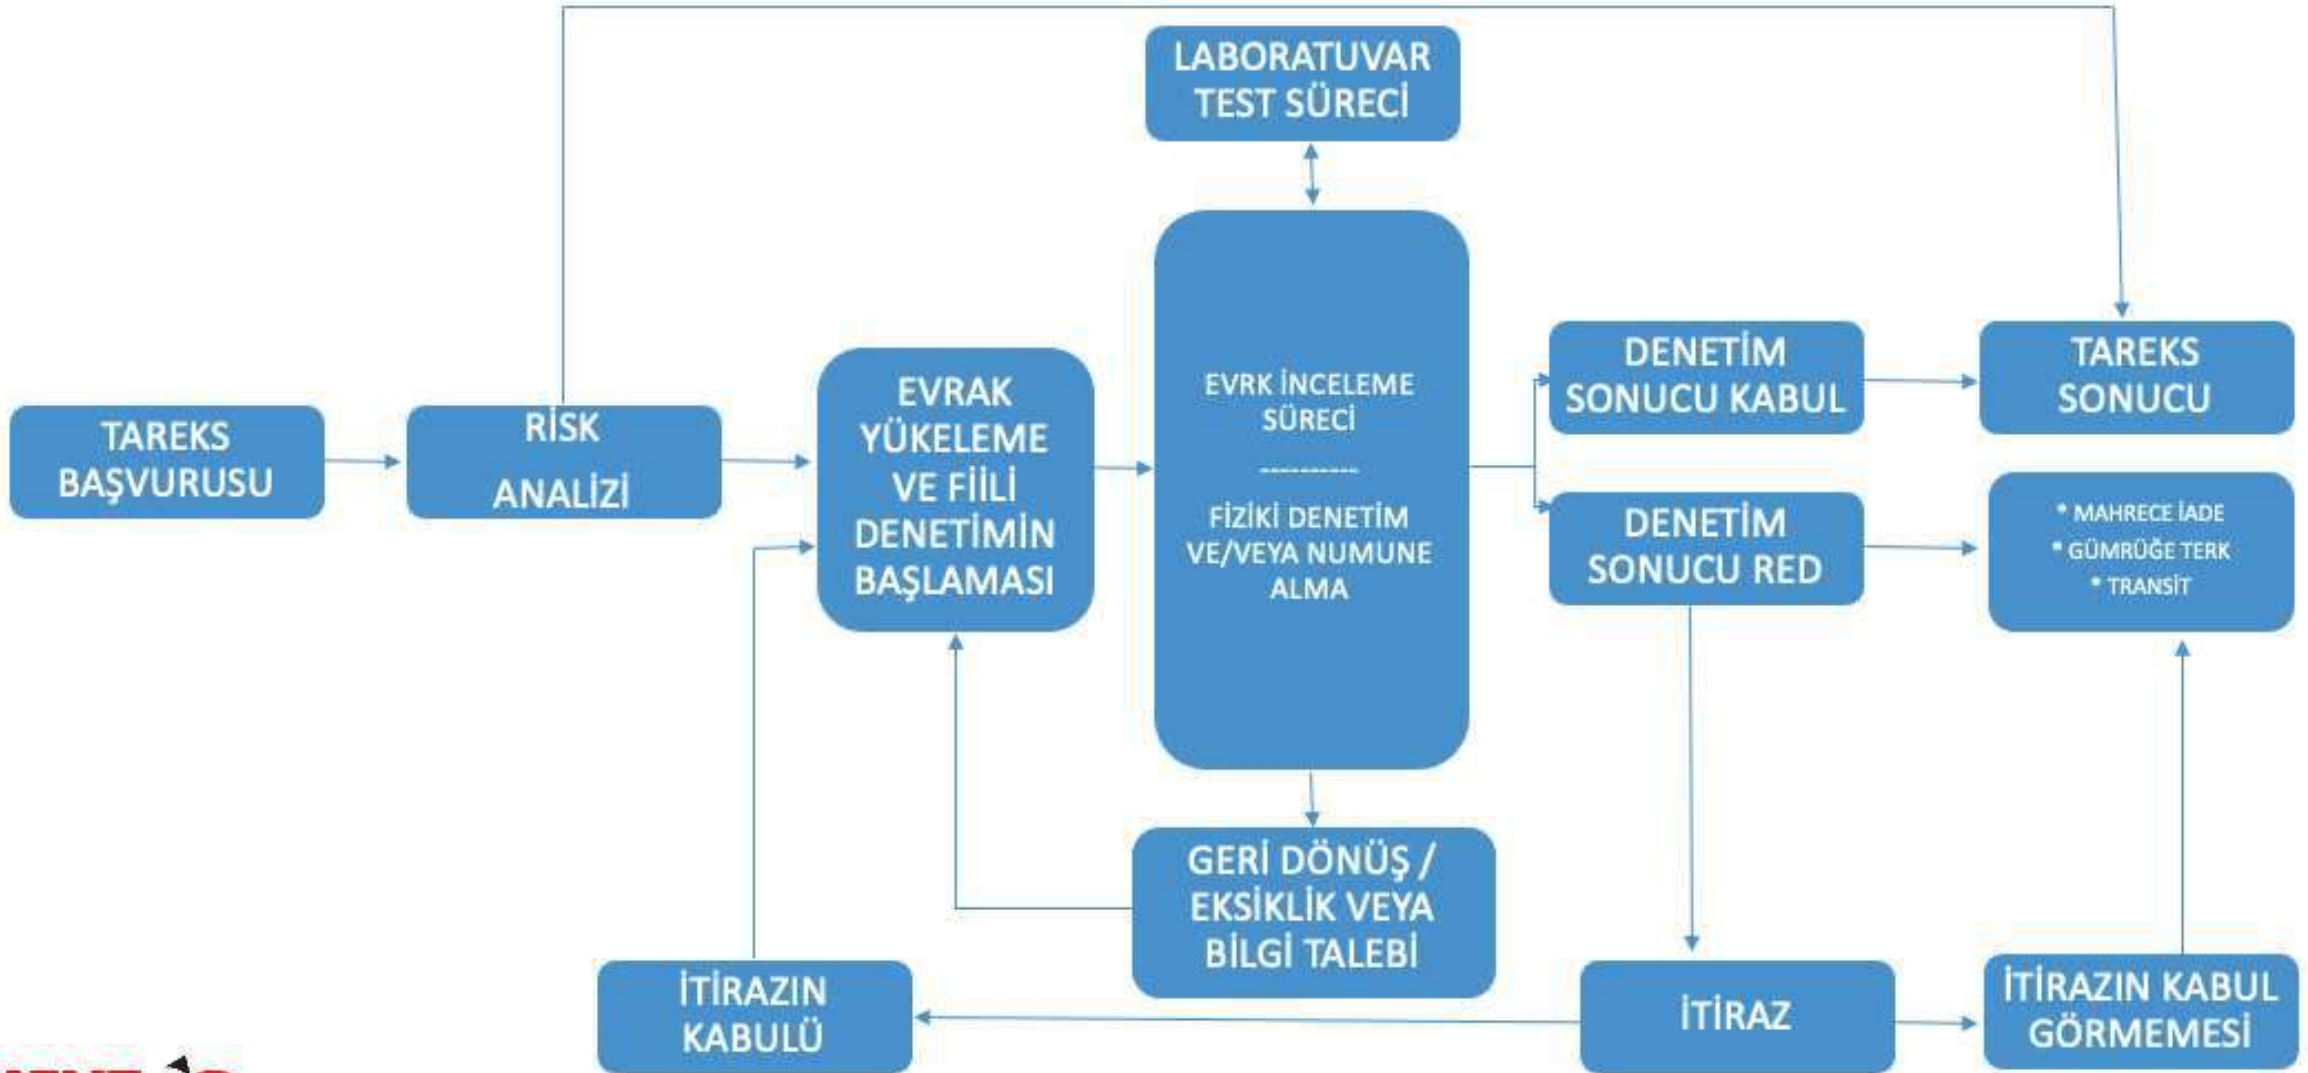 LABORATUVAR
TEST SÜRECİ
TAREKS
BAŞVURUSU
RİSK
ANALİZİ
EVRAK
YÜKELEME
VE FİİLİ
DENETİMİN
BAŞLAMASI
EVRK İNCELEME
SÜRECİ
----------
FİZİKİ DENETİM
VE/VEYA NUMUNE
ALMA
DENETİM
SONUCU KABUL
TAREKS
SONUCU
DENETİM
SONUCU RED
* MAHRECE İADE
* GÜMRÜĞE TERK
* TRANSİT
GERİ DÖNÜŞ /
EKSİKLİK VEYA
BİLGİ TALEBİ
İTİRAZIN
KABULÜ
İTİRAZ
İTİRAZIN KABUL
GÖRMEMESİ